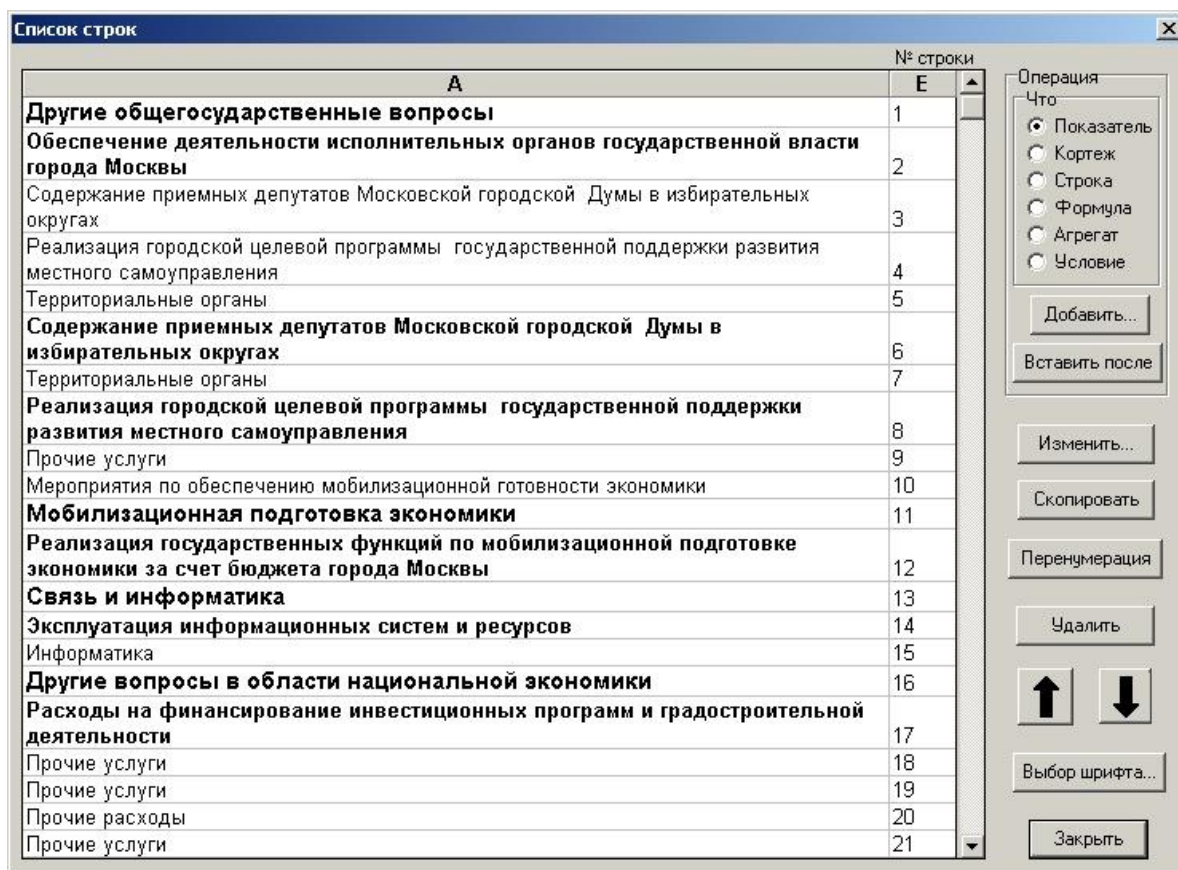 Список строк
№ строки
A E
Другие общегосударственные вопросы 1
Обеспечение деятельности исполнительных органов государственной власти
города Москвы 2
Содержание приемных депутатов Московской городской Думы в избирательных
округах 3
Реализация городской целевой программы государственной поддержки развития
местного самоуправления 4
Территориальные органы 5
Содержание приемных депутатов Московской городской Думы в
избирательных округах 6
Территориальные органы 7
Реализация городской целевой программы государственной поддержки
развития местного самоуправления 8
Прочие услуги 9
Мероприятия по обеспечению мобилизационной готовности экономики 10
Мобилизационная подготовка экономики 11
Реализация государственных функций по мобилизационной подготовке
экономики за счет бюджета города Москвы 12
Связь и информатика 13
Эксплуатация информационных систем и ресурсов 14
Информатика 15
Другие вопросы в области национальной экономики 16
Расходы на финансирование инвестиционных программ и градостроительной
деятельности 17
Прочие услуги 18
Прочие услуги 19
Прочие расходы 20
Прочие услуги 21
Операция
Что
Показатель
Кортеж
Строка
Формула
Агрегат
Условие
Добавить...
Вставить после
Изменить...
Скопировать
Перенумерация
Удалить
Выбор шрифта...
Закрыть